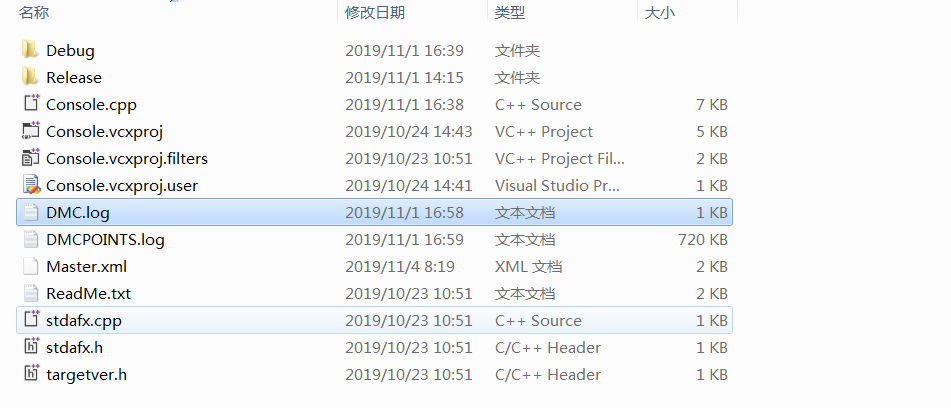 名称 修改日期 类型 大小
Debug 2019/11/1 16:39 文件夹
Release 2019/11/1 14:15 文件夹
Console.cpp 2019/11/1 16:38 C++ Source 7 KB
Console.vcxproj 2019/10/24 14:43 VC++ Project 5 KB
Console.vcxproj.filters 2019/10/23 10:51 VC++ Project Fil... 2 KB
Console.vcxproj.user 2019/10/24 14:41 Visual Studio Pr... 1 KB
DMC.log 2019/11/1 16:58 文本文档 1 KB
DMCPOINTS.log 2019/11/1 16:59 文本文档 720 KB
Master.xml 2019/11/4 8:19 XML 文档 2 KB
ReadMe.txt 2019/10/23 10:51 文本文档 2 KB
stdafx.cpp 2019/10/23 10:51 C++ Source 1 KB
stdafx.h 2019/10/23 10:51 C/C++ Header 1 KB
targetver.h 2019/10/23 10:51 C/C++ Header 1 KB